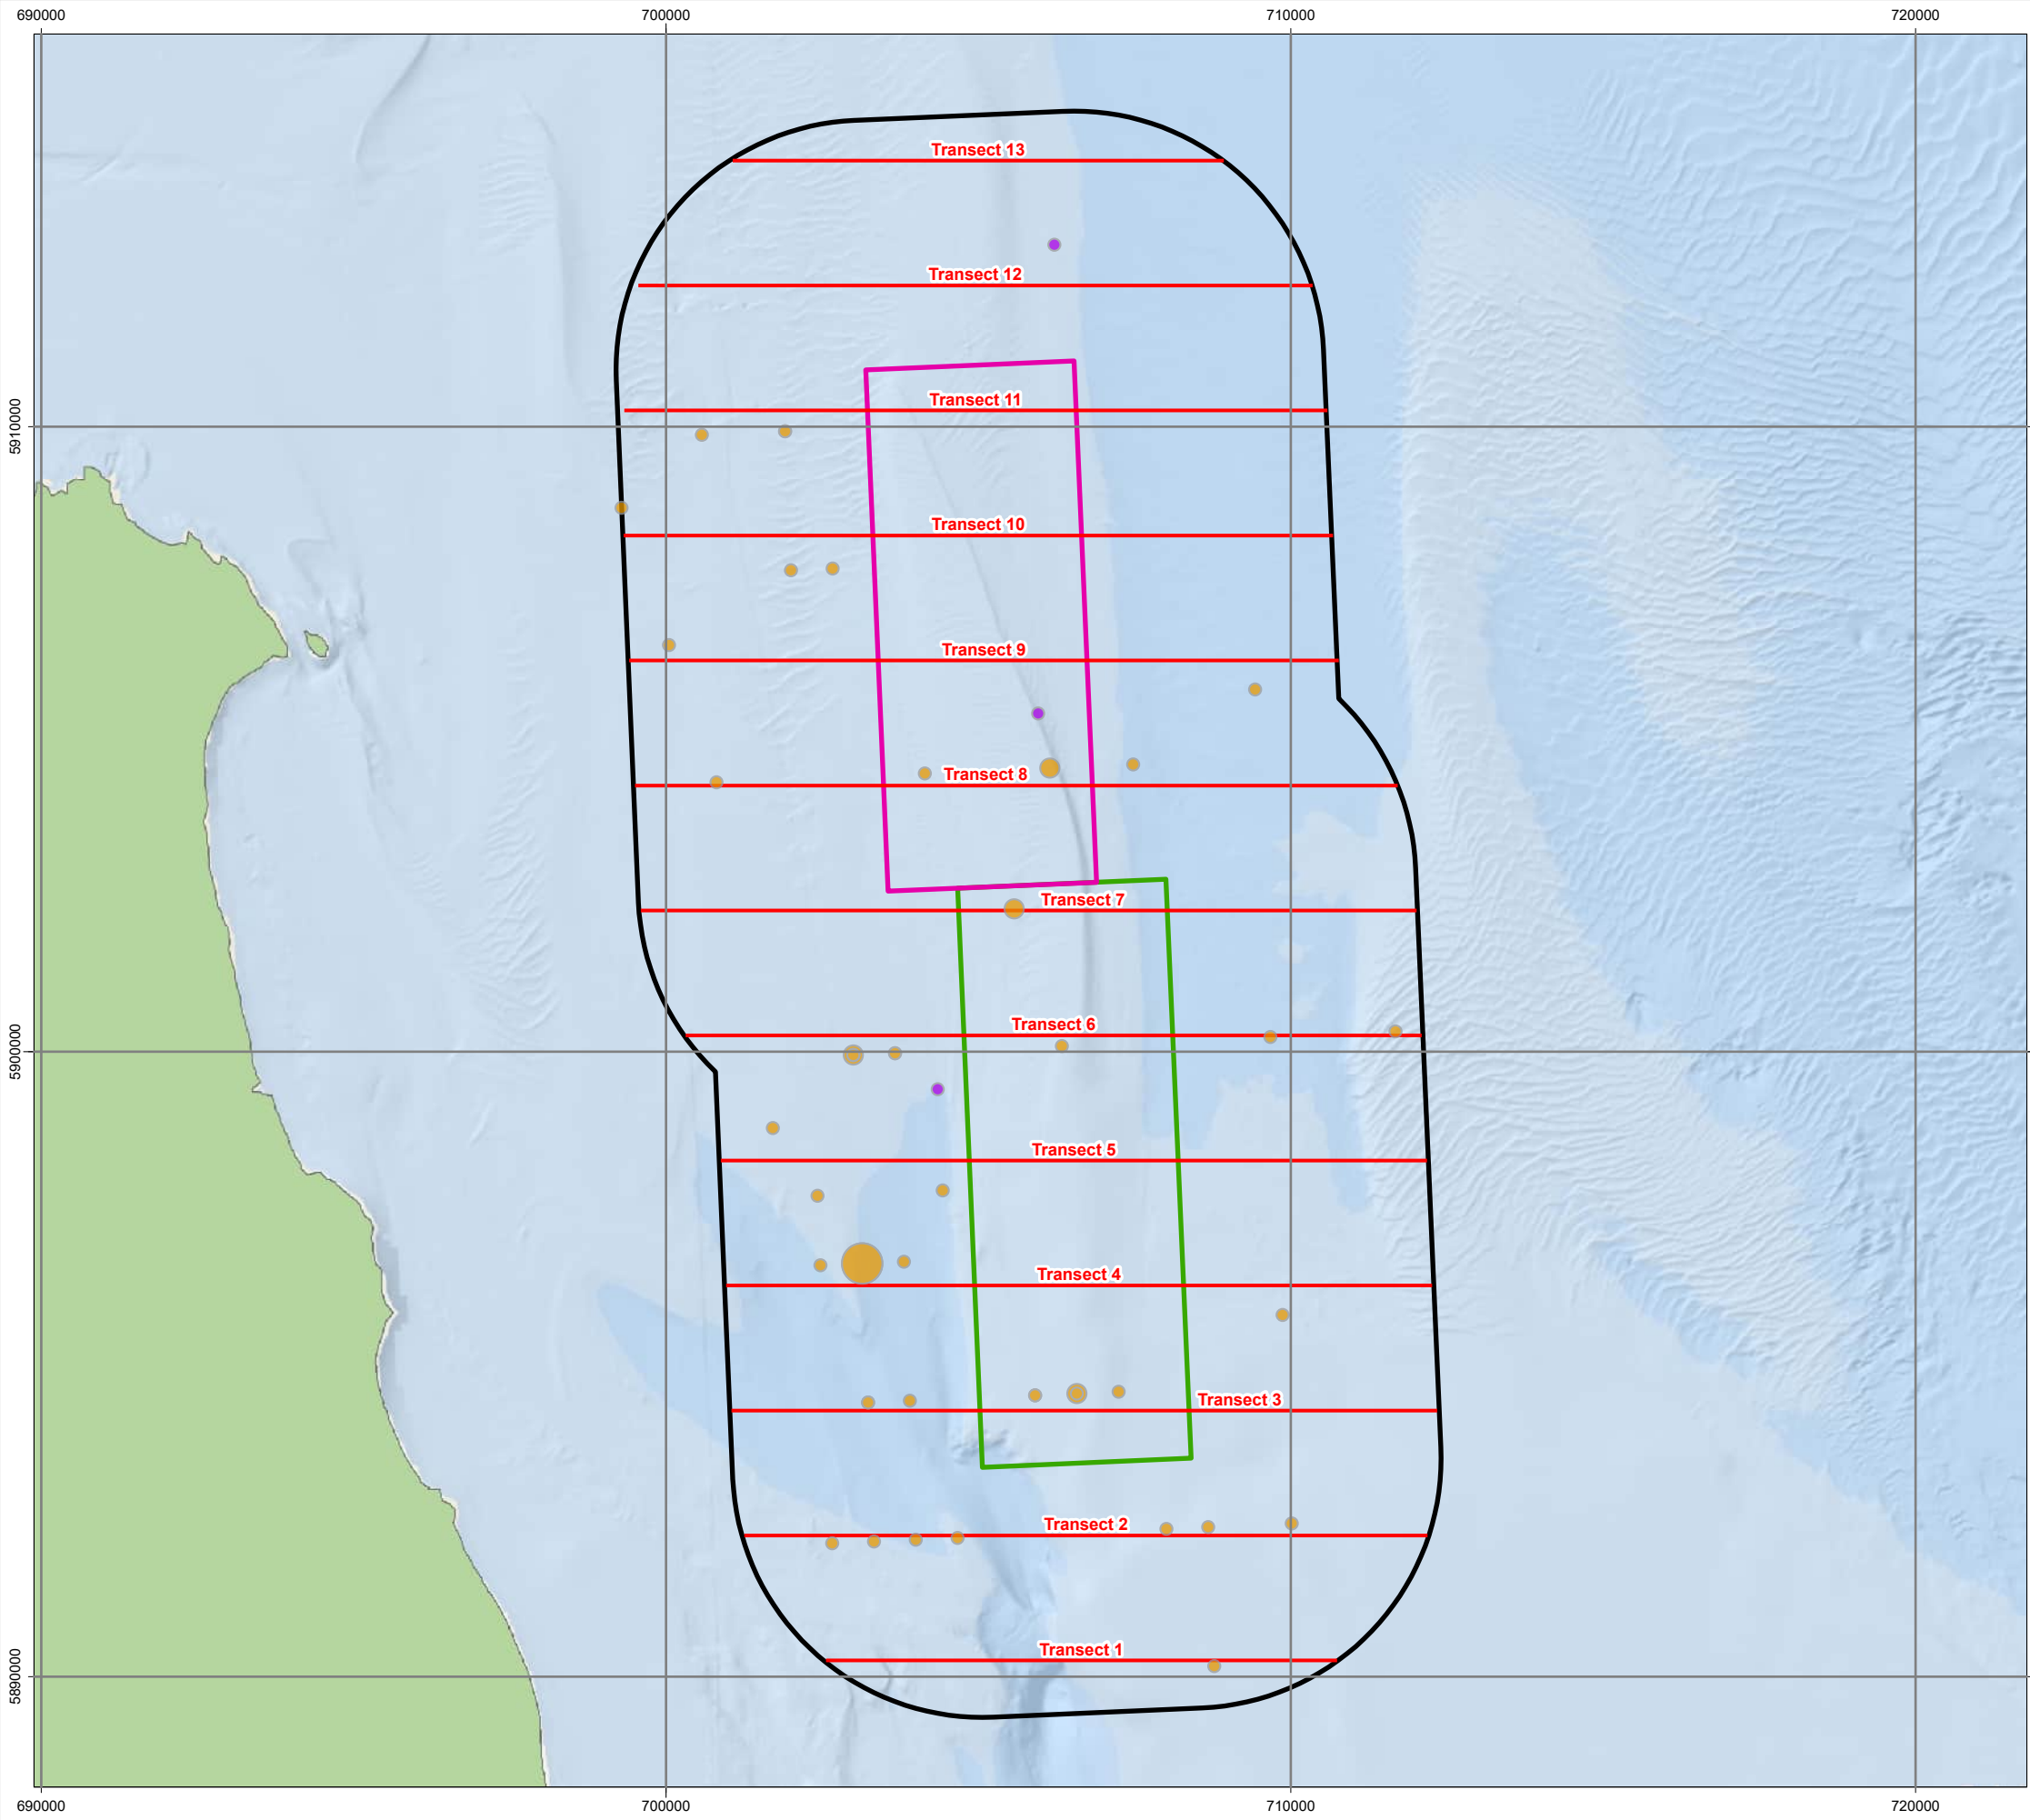 690000
700000
710000
720000
Transect 13
Transect 12
Transect 11
5910000
Transect 10
Transect 9
Transect 8
Transect 7
Transect 6
5900000
Transect 5
Transect 4
Transect 3
Transect 2
Transect 1
5890000
690000
700000
710000
720000